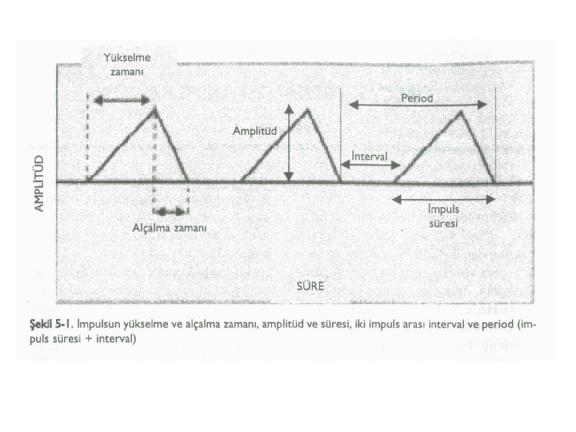 Yükselme
zamanı
Period
Amplitüd
İnterval
AMPLİTÜD
İmpuls
süresi
Alçalma zamanı
SÜRE
Şekil 5-1. İmpulsun yükselme ve alçalma zamanı, amplitüd ve süresi, iki impuls arası interval ve period (im-
puls süresi + interval)